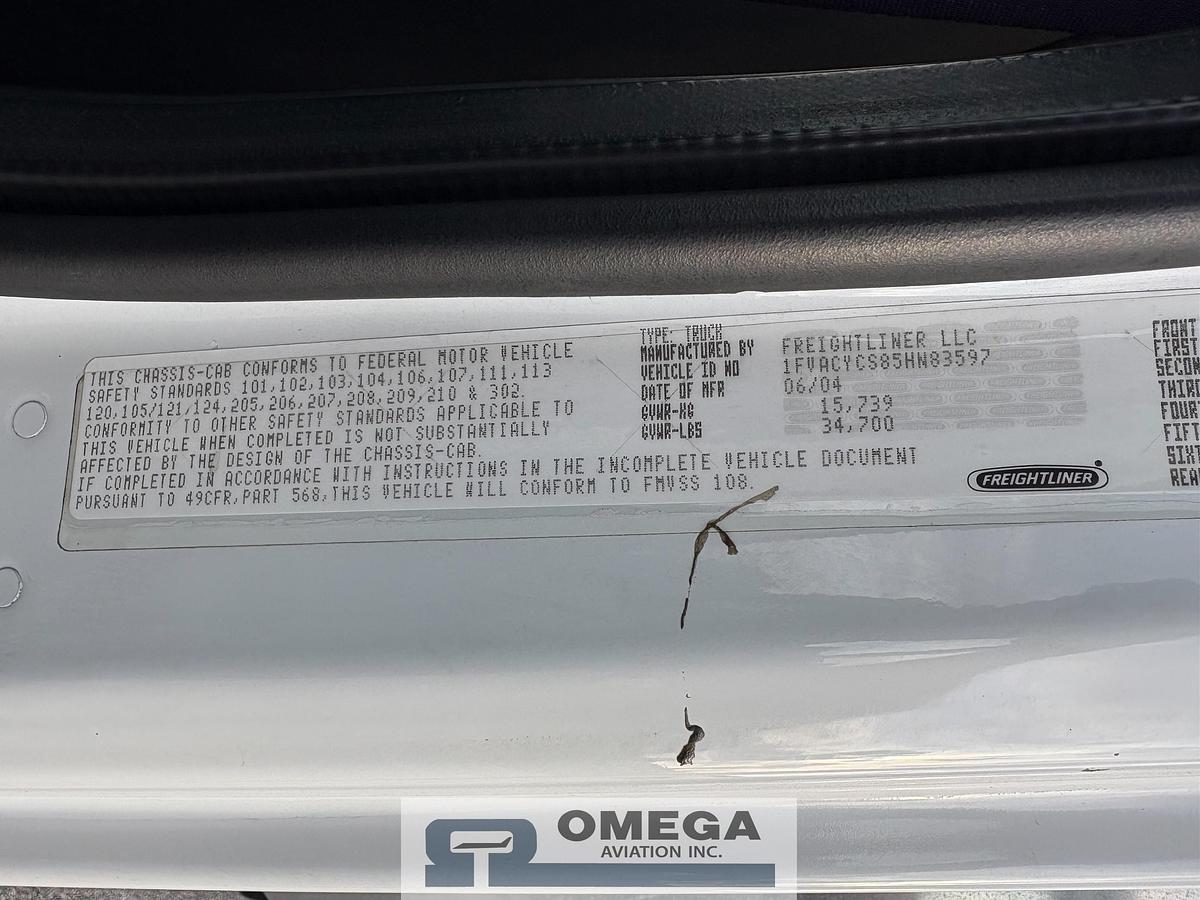 THIS CHASSIS-CAB CONFORMS TO FEDERAL MOTOR VEHICLE
SAFETY STANDARDS 101,102,103,104,106,107,111,113
120,105/121,124,205,206,207,208,209,210 & 302.
CONFORMITY TO OTHER SAFETY STANDARDS APPLICABLE TO
THIS VEHICLE WHEN COMPLETED IS NOT SUBSTANTIALLY
AFFECTED BY THE DESIGN OF THE CHASSIS-CAB.
IF COMPLETED IN ACCORDANCE WITH INSTRUCTIONS IN THE INCOMPLETE VEHICLE DOCUMENT
PURSUANT TO 49CFR,PART 568,THIS VEHICLE WILL CONFORM TO FMVSS 108.
TYPE: TRUCK
MANUFACTURED BY FREIGHTLINER LLC
VEHICLE ID NO 1FVACYCS85HN83597
DATE OF MFR 06/04
GVWR-KG 15,739
GVWR-LBS 34,700
FREIGHTLINER
FRONT
FIRST
SECON
THIRD
FOUR
FIFT
SIXT
REA
OMEGA
AVIATION INC.